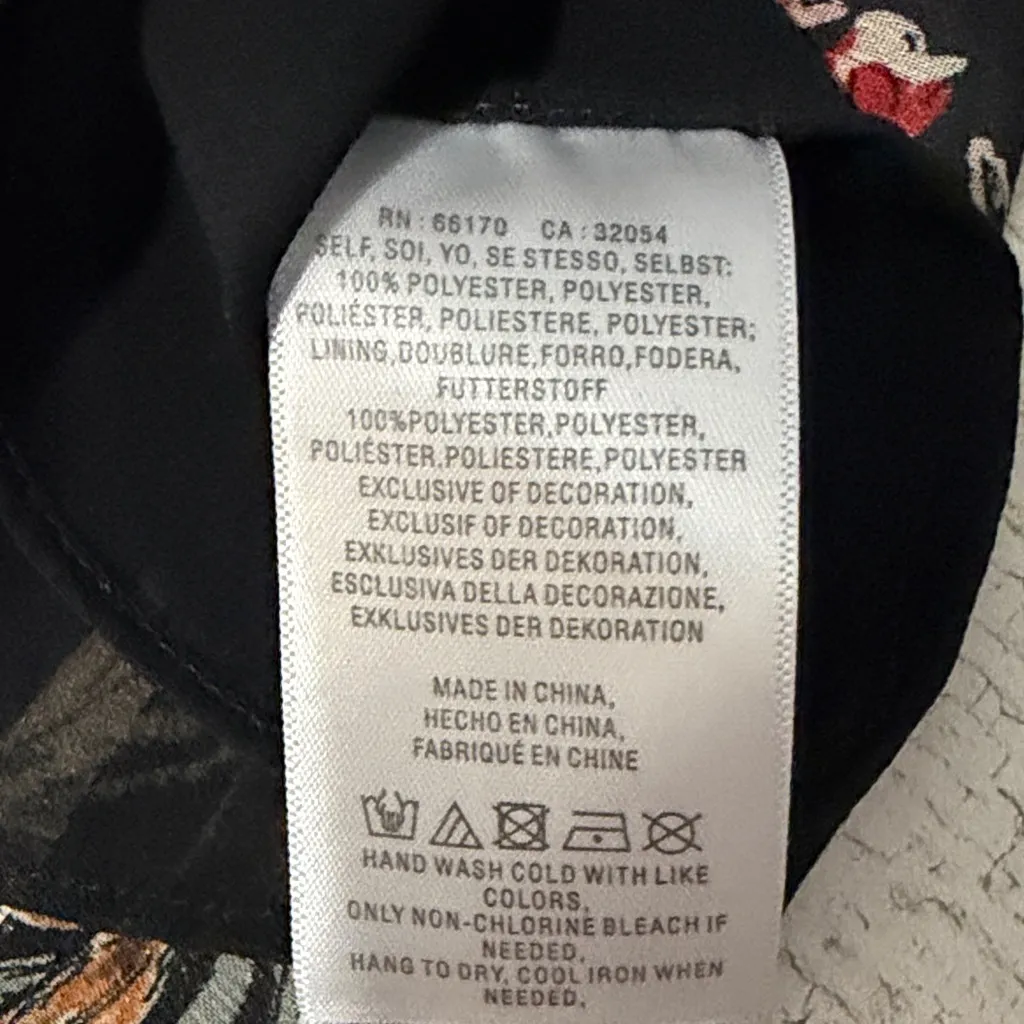 RN : 66170 CA : 32054
SELF, SOI, YO, SE STESSO, SELBST:
100% POLYESTER, POLYESTER,
POLIÉSTER, POLIESTERE, POLYESTER;
LINING,DOUBLURE,FORRO,FODERA,
FUTTERSTOFF
100%POLYESTER,POLYESTER,
POLIÉSTER.POLIESTERE,POLYESTER
EXCLUSIVE OF DECORATION,
EXCLUSIF OF DECORATION,
EXKLUSIVES DER DEKORATION,
ESCLUSIVA DELLA DECORAZIONE,
EXKLUSIVES DER DEKORATION
MADE IN CHINA,
HECHO EN CHINA,
FABRIQUÉ EN CHINE
HAND WASH COLD WITH LIKE
COLORS,
ONLY NON-CHLORINE BLEACH IF
NEEDED,
HANG TO DRY, COOL IRON WHEN
NEEDED,